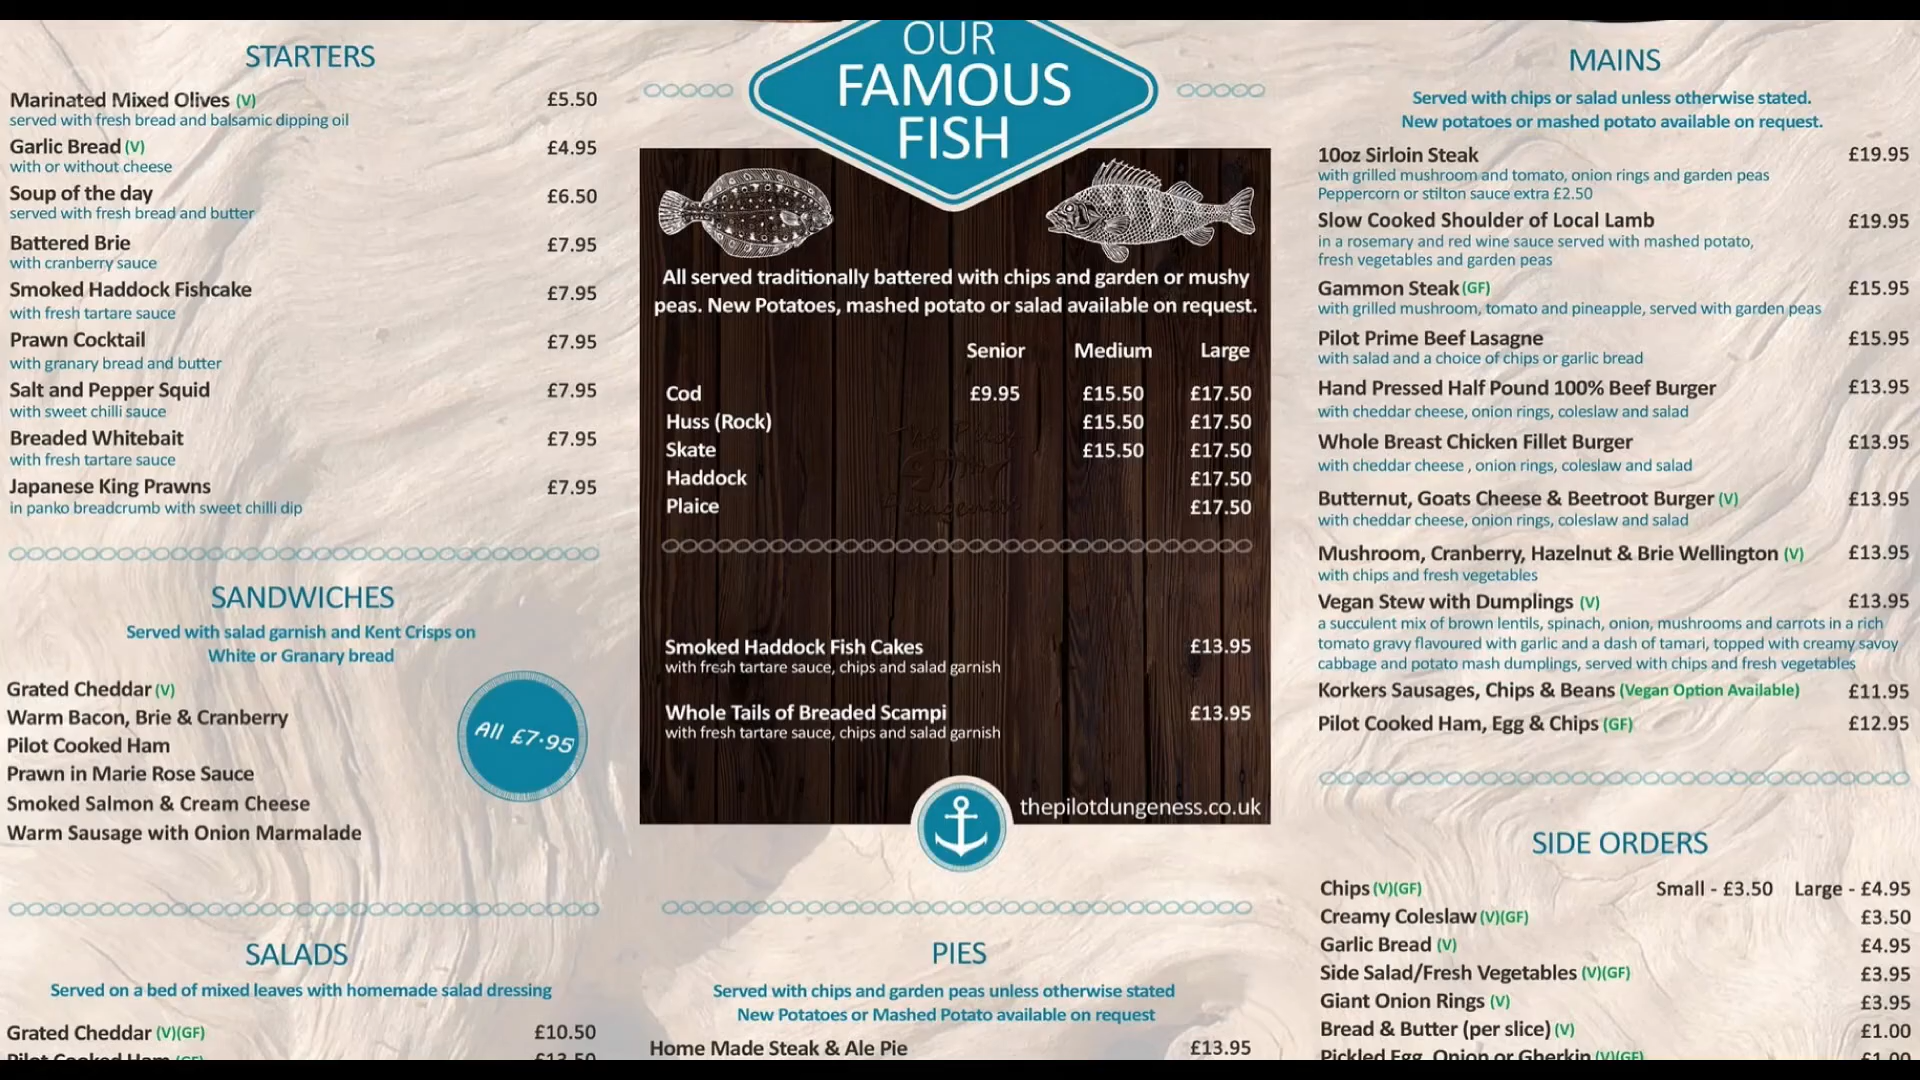 STARTERS
Marinated Mixed Olives (V) £5.50
served with fresh bread and balsamic dipping oil
Garlic Bread (V) £4.95
with or without cheese
Soup of the day £6.50
served with fresh bread and butter
Battered Brie £7.95
with cranberry sauce
Smoked Haddock Fishcake £7.95
with fresh tartare sauce
Prawn Cocktail £7.95
with granary bread and butter
Salt and Pepper Squid £7.95
with sweet chilli sauce
Breaded Whitebait £7.95
with fresh tartare sauce
Japanese King Prawns £7.95
in panko breadcrumb with sweet chilli dip
SANDWICHES
Served with salad garnish and Kent Crisps on
White or Granary bread
Grated Cheddar (V)
Warm Bacon, Brie & Cranberry
Pilot Cooked Ham
Prawn in Marie Rose Sauce
Smoked Salmon & Cream Cheese
Warm Sausage with Onion Marmalade
All £7.95
SALADS
Served on a bed of mixed leaves with homemade salad dressing
Grated Cheddar (V)(GF) £10.50
Pilot Cooked Ham (GF) £13.50
OUR
FAMOUS
FISH
All served traditionally battered with chips and garden or mushy
peas. New Potatoes, mashed potato or salad available on request.
Senior Medium Large
Cod £9.95 £15.50 £17.50
Huss (Rock) £15.50 £17.50
Skate £15.50 £17.50
Haddock £17.50
Plaice £17.50
Smoked Haddock Fish Cakes £13.95
with fresh tartare sauce, chips and salad garnish
Whole Tails of Breaded Scampi £13.95
with fresh tartare sauce, chips and salad garnish
thepilotdungeness.co.uk
PIES
Served with chips and garden peas unless otherwise stated
New Potatoes or Mashed Potato available on request
Home Made Steak & Ale Pie £13.95
MAINS
Served with chips or salad unless otherwise stated.
New potatoes or mashed potato available on request.
10oz Sirloin Steak £19.95
with grilled mushroom and tomato, onion rings and garden peas
Peppercorn or stilton sauce extra £2.50
Slow Cooked Shoulder of Local Lamb £19.95
in a rosemary and red wine sauce served with mashed potato,
fresh vegetables and garden peas
Gammon Steak (GF) £15.95
with grilled mushroom, tomato and pineapple, served with garden peas
Pilot Prime Beef Lasagne £15.95
with salad and a choice of chips or garlic bread
Hand Pressed Half Pound 100% Beef Burger £13.95
with cheddar cheese, onion rings, coleslaw and salad
Whole Breast Chicken Fillet Burger £13.95
with cheddar cheese , onion rings, coleslaw and salad
Butternut, Goats Cheese & Beetroot Burger (V) £13.95
with cheddar cheese, onion rings, coleslaw and salad
Mushroom, Cranberry, Hazelnut & Brie Wellington (V) £13.95
with chips and fresh vegetables
Vegan Stew with Dumplings (V) £13.95
a succulent mix of brown lentils, spinach, onion, mushrooms and carrots in a rich
tomato gravy flavoured with garlic and a dash of tamari, topped with creamy savoy
cabbage and potato mash dumplings, served with chips and fresh vegetables
Korkers Sausages, Chips & Beans (Vegan Option Available) £11.95
Pilot Cooked Ham, Egg & Chips (GF) £12.95
SIDE ORDERS
Chips (V)(GF) Small - £3.50 Large - £4.95
Creamy Coleslaw (V)(GF) £3.50
Garlic Bread (V) £4.95
Side Salad/Fresh Vegetables (V)(GF) £3.95
Giant Onion Rings (V) £3.95
Bread & Butter (per slice) (V) £1.00
Pickled Egg, Onion or Gherkin (V)(GF) £1.00